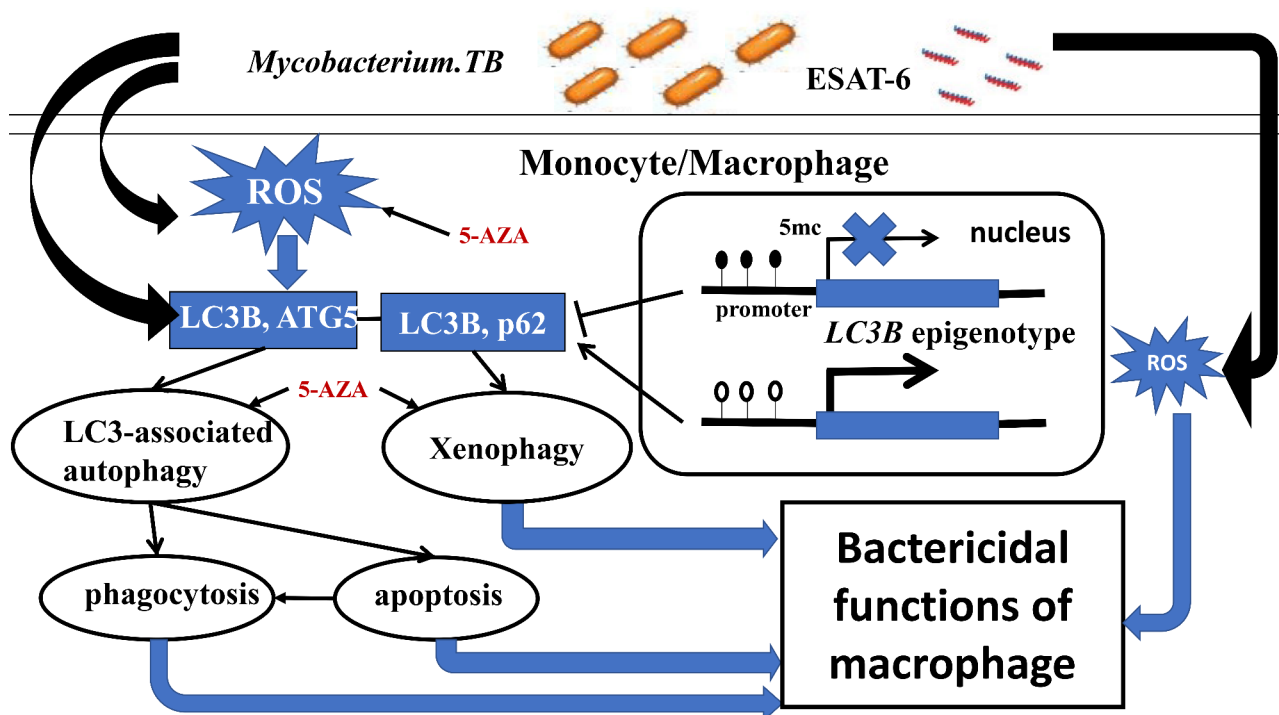 Mycobacterium.TB
ESAT-6
Monocyte/Macrophage
ROS
5-AZA
5mc
nucleus
promoter
LC3B, ATG5
LC3B, p62
LC3B epigenotype
ROS
5-AZA
LC3-associated
autophagy
Xenophagy
phagocytosis
apoptosis
Bactericidal
functions of
macrophage